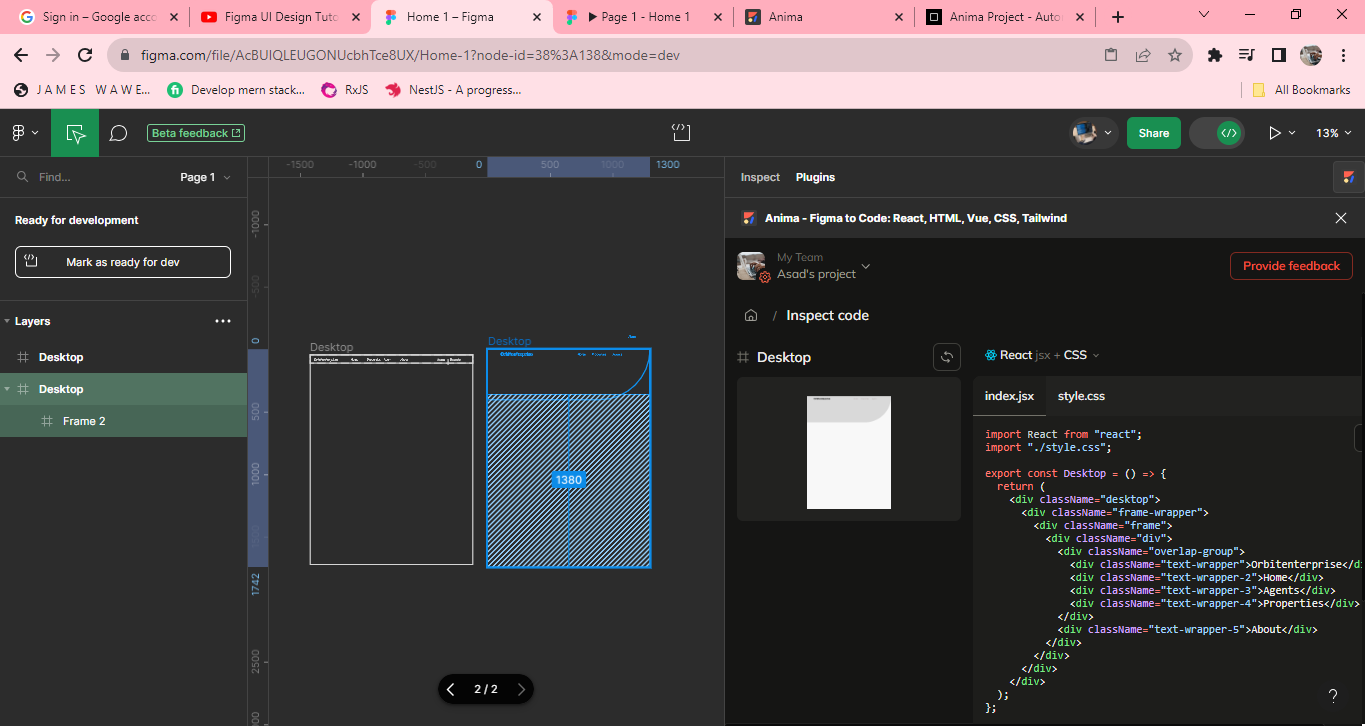 Sign in – Google acco
Figma UI Design Tuto
Home 1 – Figma
▶ Page 1 - Home 1
Anima
Anima Project - Auto
figma.com/file/AcBUIQLEUGONUcbhTce8UX/Home-1?node-id=38%3A138&mode=dev
J A M E S W A W E...
Develop mern stack...
RxJS
NestJS - A progress...
All Bookmarks
Beta feedback
Share
13%
Find...
Page 1
-1500
-1000
-500
0
500
1000
1300
Inspect
Plugins
Ready for development
Mark as ready for dev
Anima - Figma to Code: React, HTML, Vue, CSS, Tailwind
My Team
Asad's project
Provide feedback
/ Inspect code
Layers
Desktop
Desktop
Frame 2
-1000
-500
0
500
1000
1742
2500
Desktop
Desktop
1380
2 / 2
Desktop
React jsx + CSS
index.jsx
style.css
import React from "react";
import "./style.css";
export const Desktop = () => {
return (
<div className="desktop">
<div className="frame-wrapper">
<div className="frame">
<div className="div">
<div className="overlap-group">
<div className="text-wrapper">Orbitenterprise</di
<div className="text-wrapper-2">Home</div>
<div className="text-wrapper-3">Agents</div>
<div className="text-wrapper-4">Properties</div>
</div>
<div className="text-wrapper-5">About</div>
</div>
</div>
</div>
</div>
);
};
?